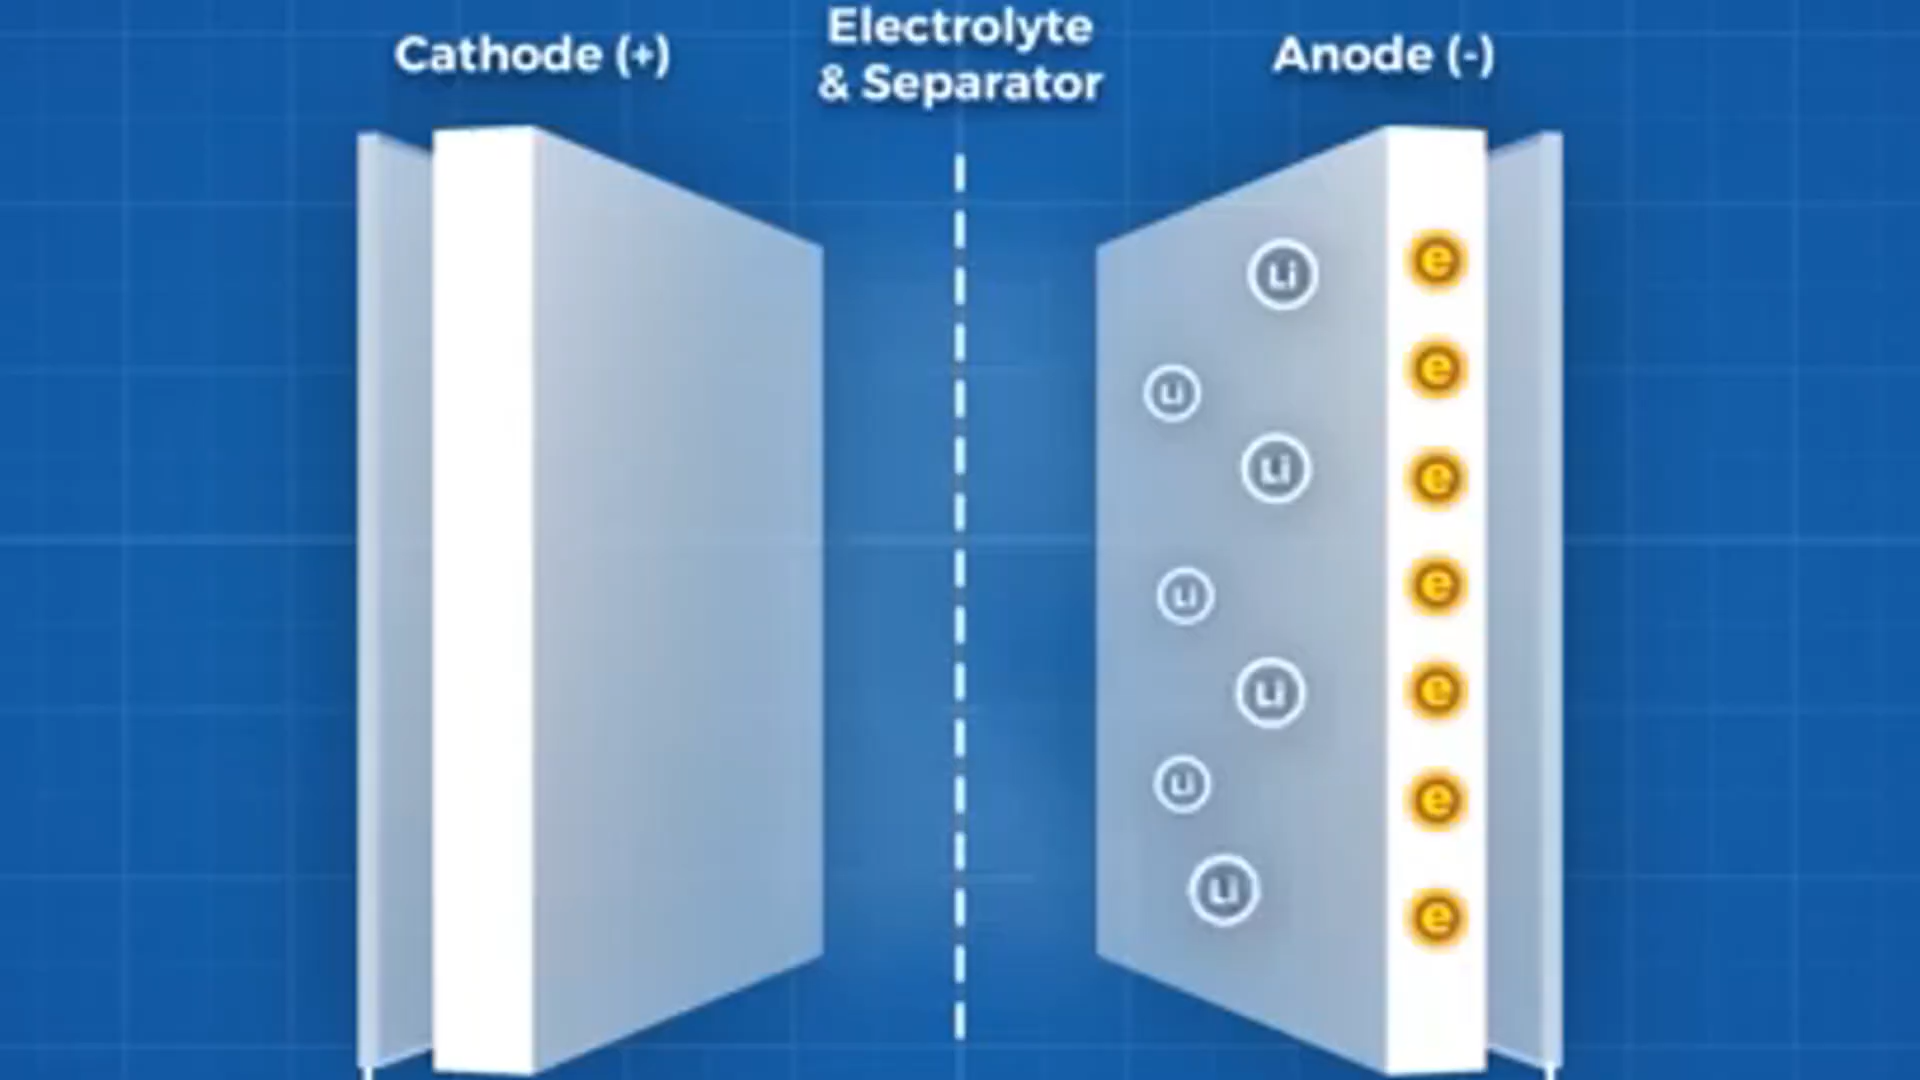 Cathode (+)
Electrolyte
& Separator
Anode (-)
Li
e
e
Li
Li
e
e
Li
Li
e
Li
e
Li
e